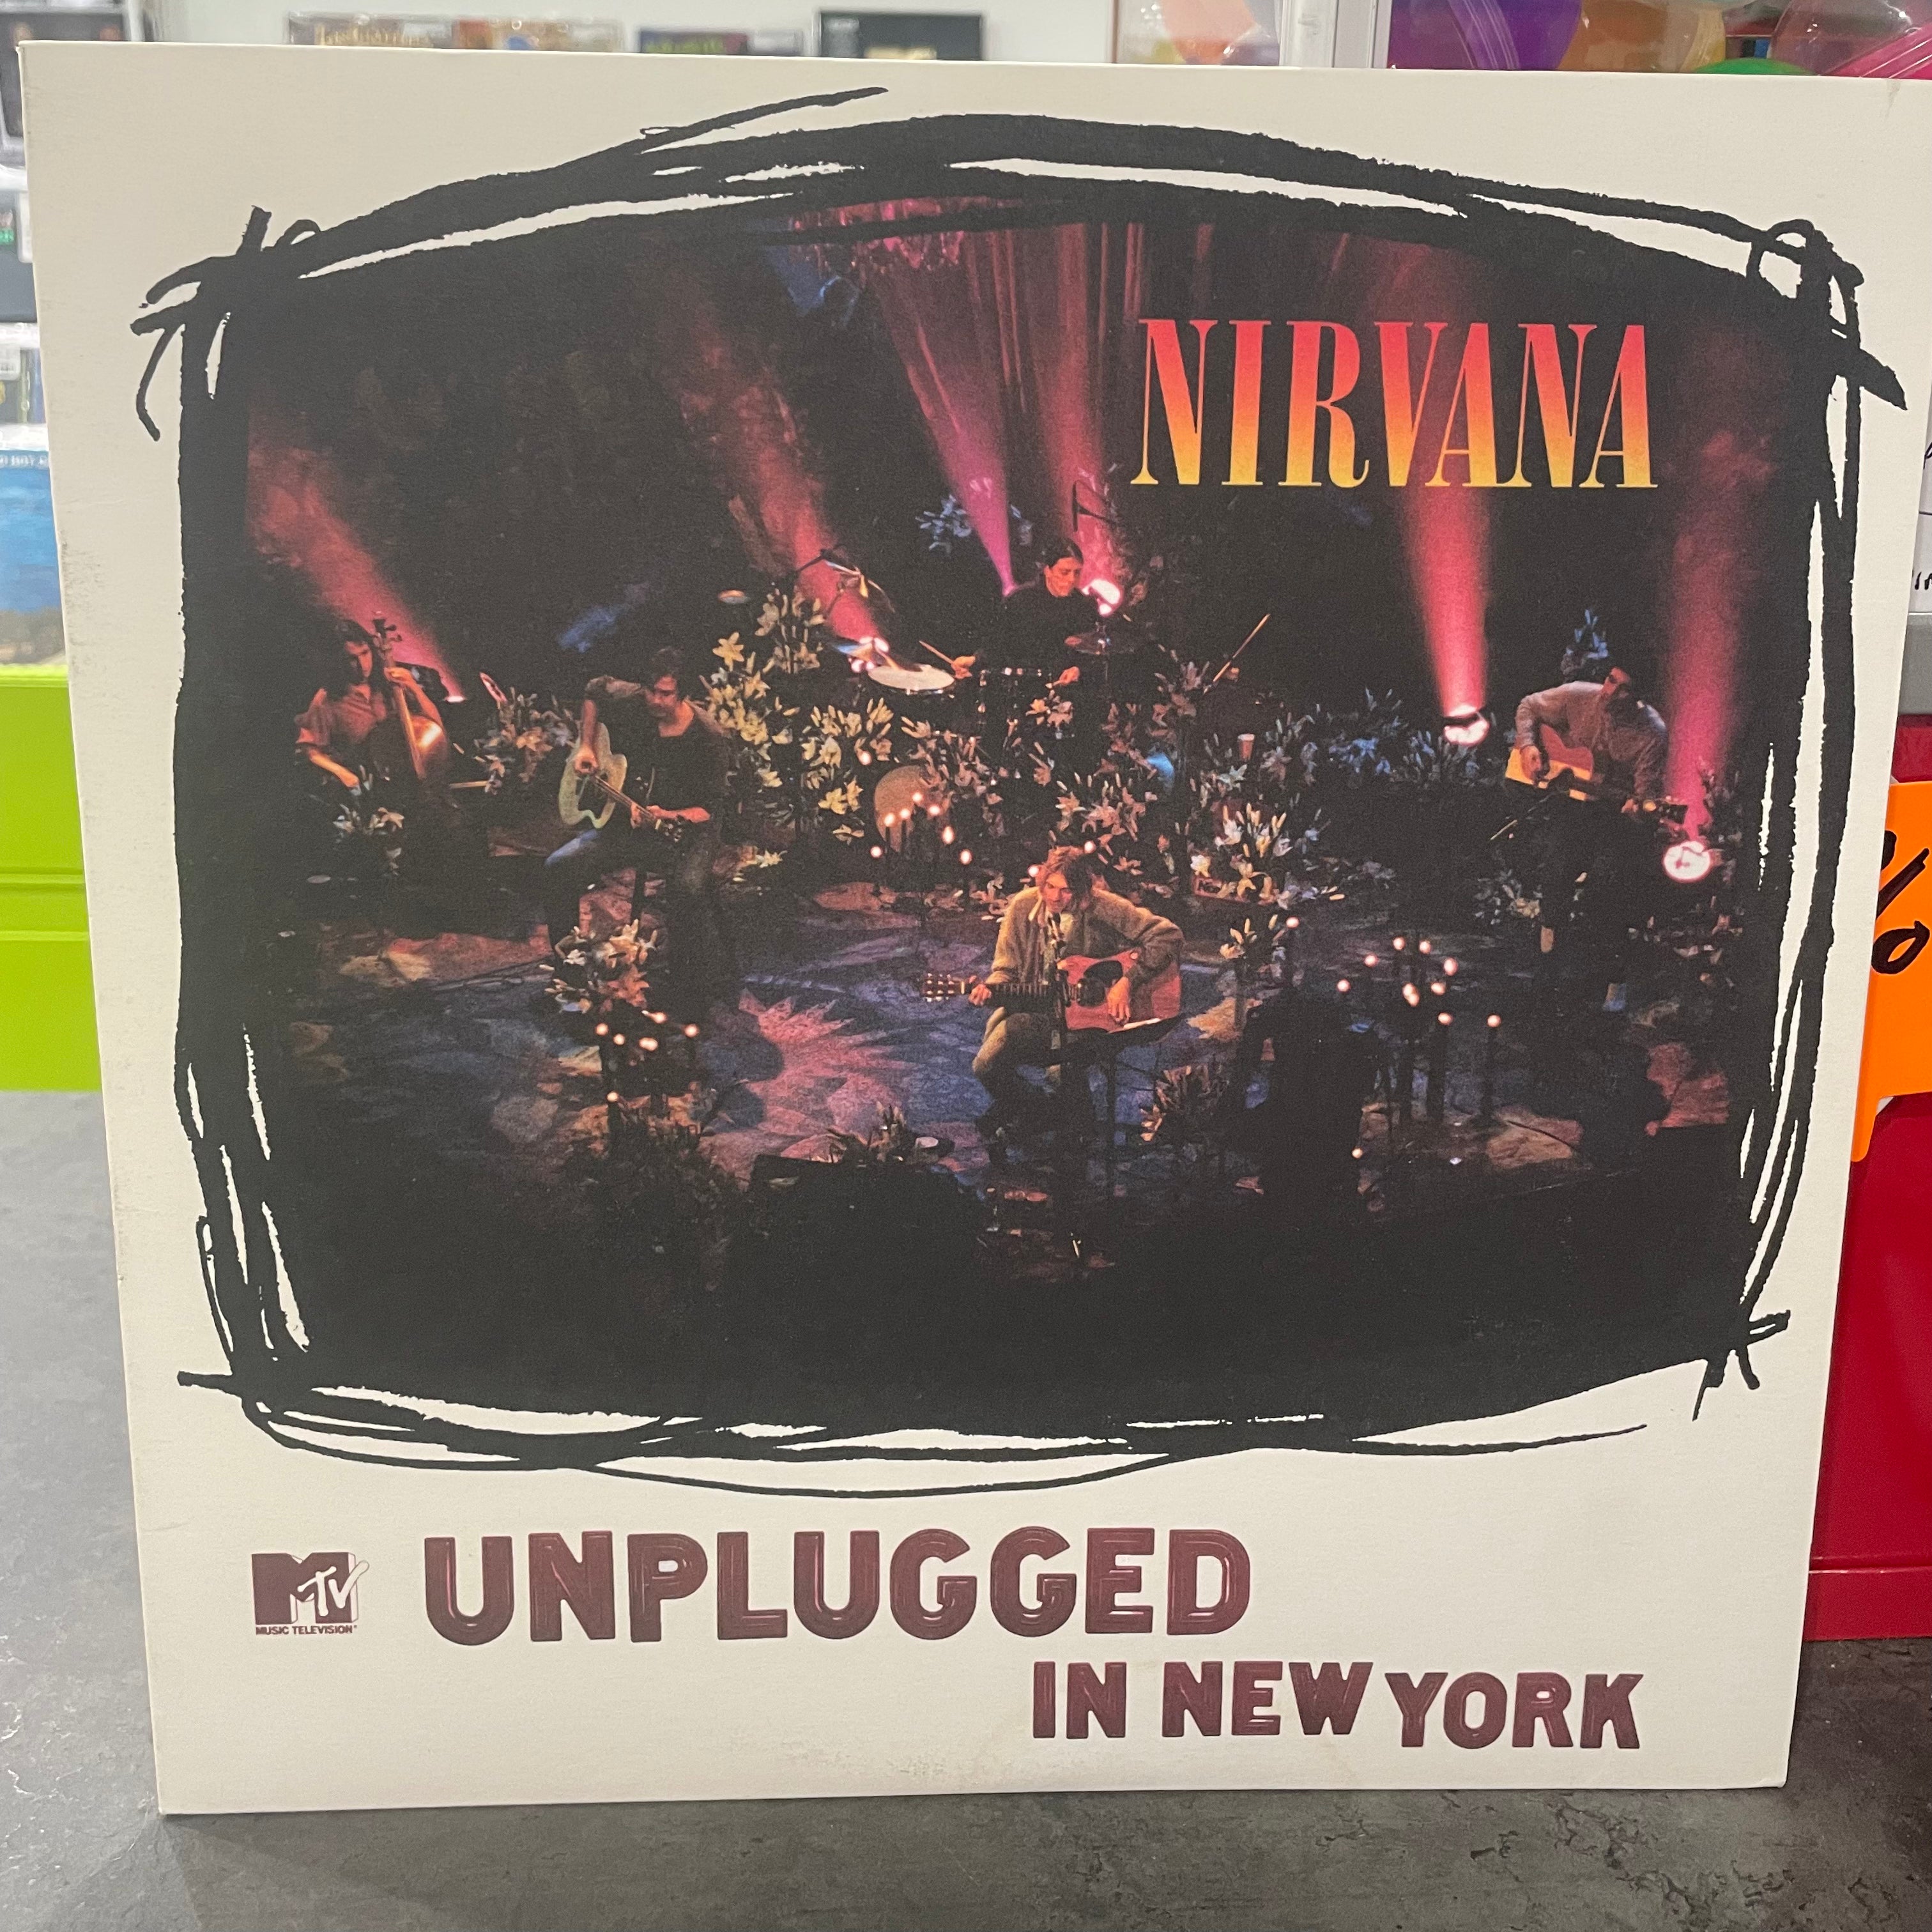 NIRVANA
MTV
MUSIC TELEVISION®
UNPLUGGED
IN NEW YORK
%